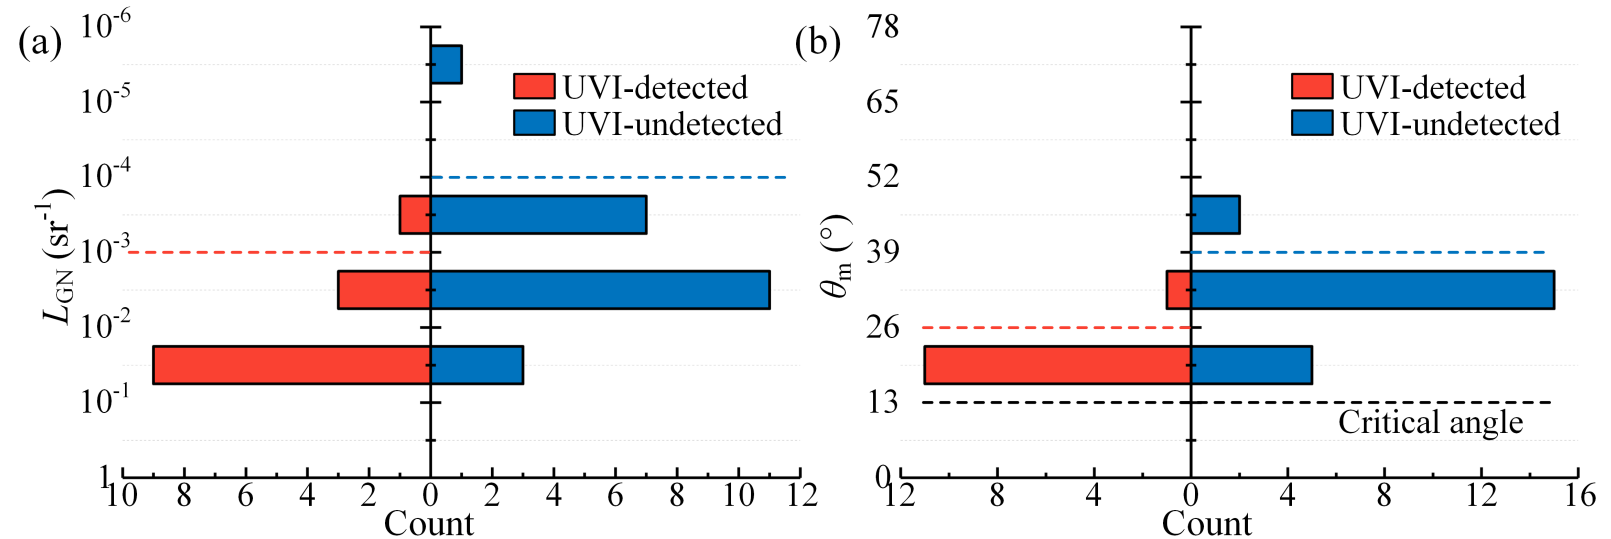 (a)
10-6
10-5
10-4
10-3
10-2
10-1
1
LGN (sr-1)
UVI-detected
UVI-undetected
10 8 6 4 2 0 2 4 6 8 10 12
Count
(b)
78
65
52
39
26
13
0
θm (°)
UVI-detected
UVI-undetected
Critical angle
12 8 4 0 4 8 12 16
Count